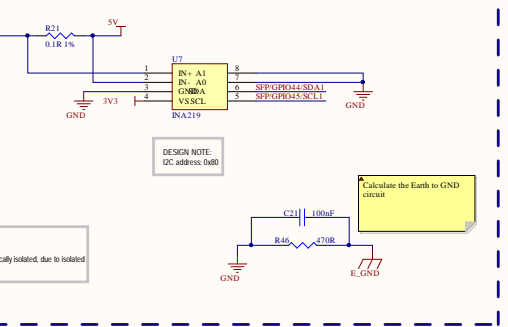 5V
R21
0.1R 1%
U7
1 IN+ A1 8
2 IN- A0 7
3 GND SDA 6 SFP/GPIO44/SDA1
3V3 4 VS SCL 5 SFP/GPIO45/SCL1
GND
GND
INA219
DESIGN NOTE:
I2C address: 0x80
Calculate the Earth to GND
circuit
C21 100nF
R46 470R
cally isolated, due to isolated
GND
E_GND